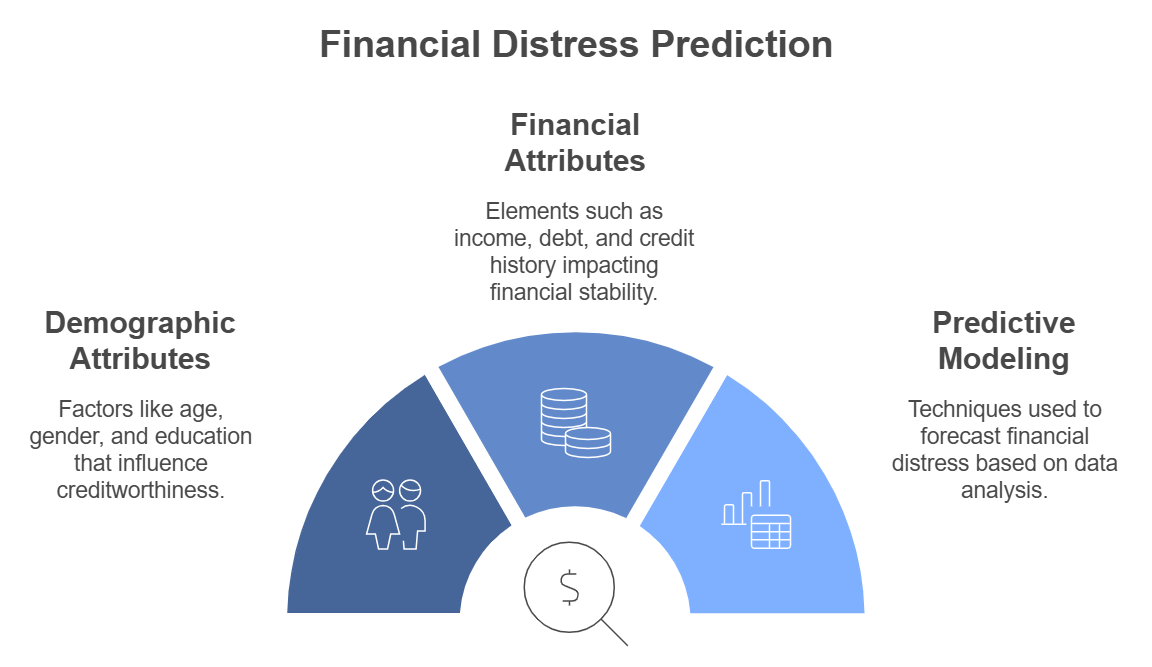 Financial Distress Prediction
Financial
Attributes
Elements such as
income, debt, and credit
history impacting
financial stability.
Demographic
Attributes
Factors like age,
gender, and education
that influence
creditworthiness.
Predictive
Modeling
Techniques used to
forecast financial
distress based on data
analysis.
$